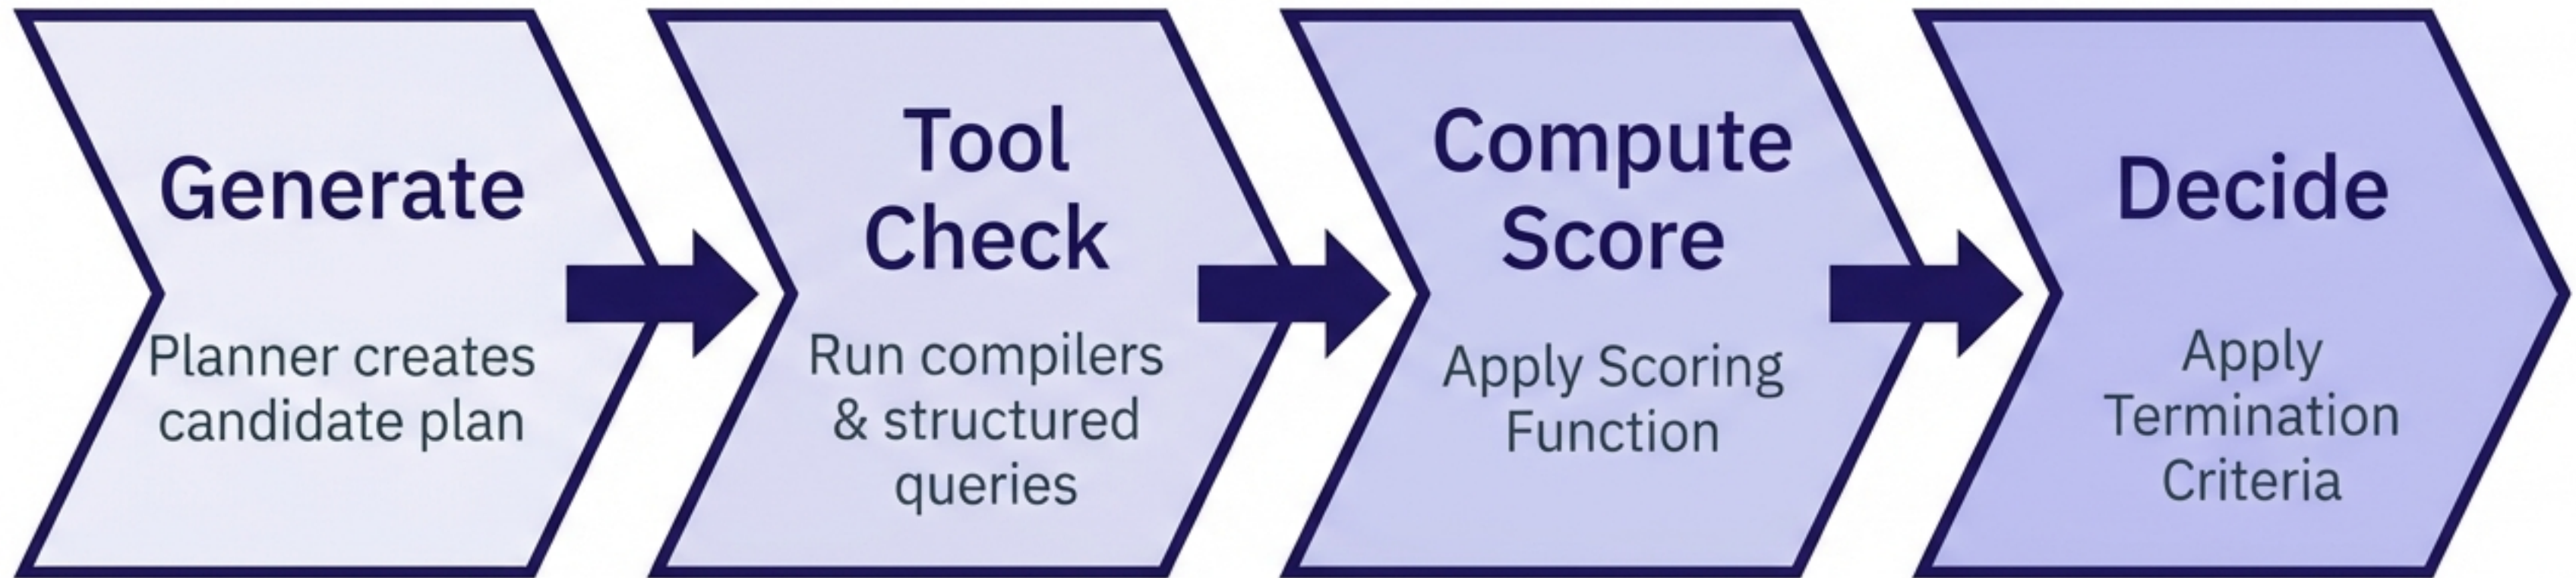 Generate
Planner creates
candidate plan
Tool
Check
Run compilers
& structured
queries
Compute
Score
Apply Scoring
Function
Decide
Apply
Termination
Criteria